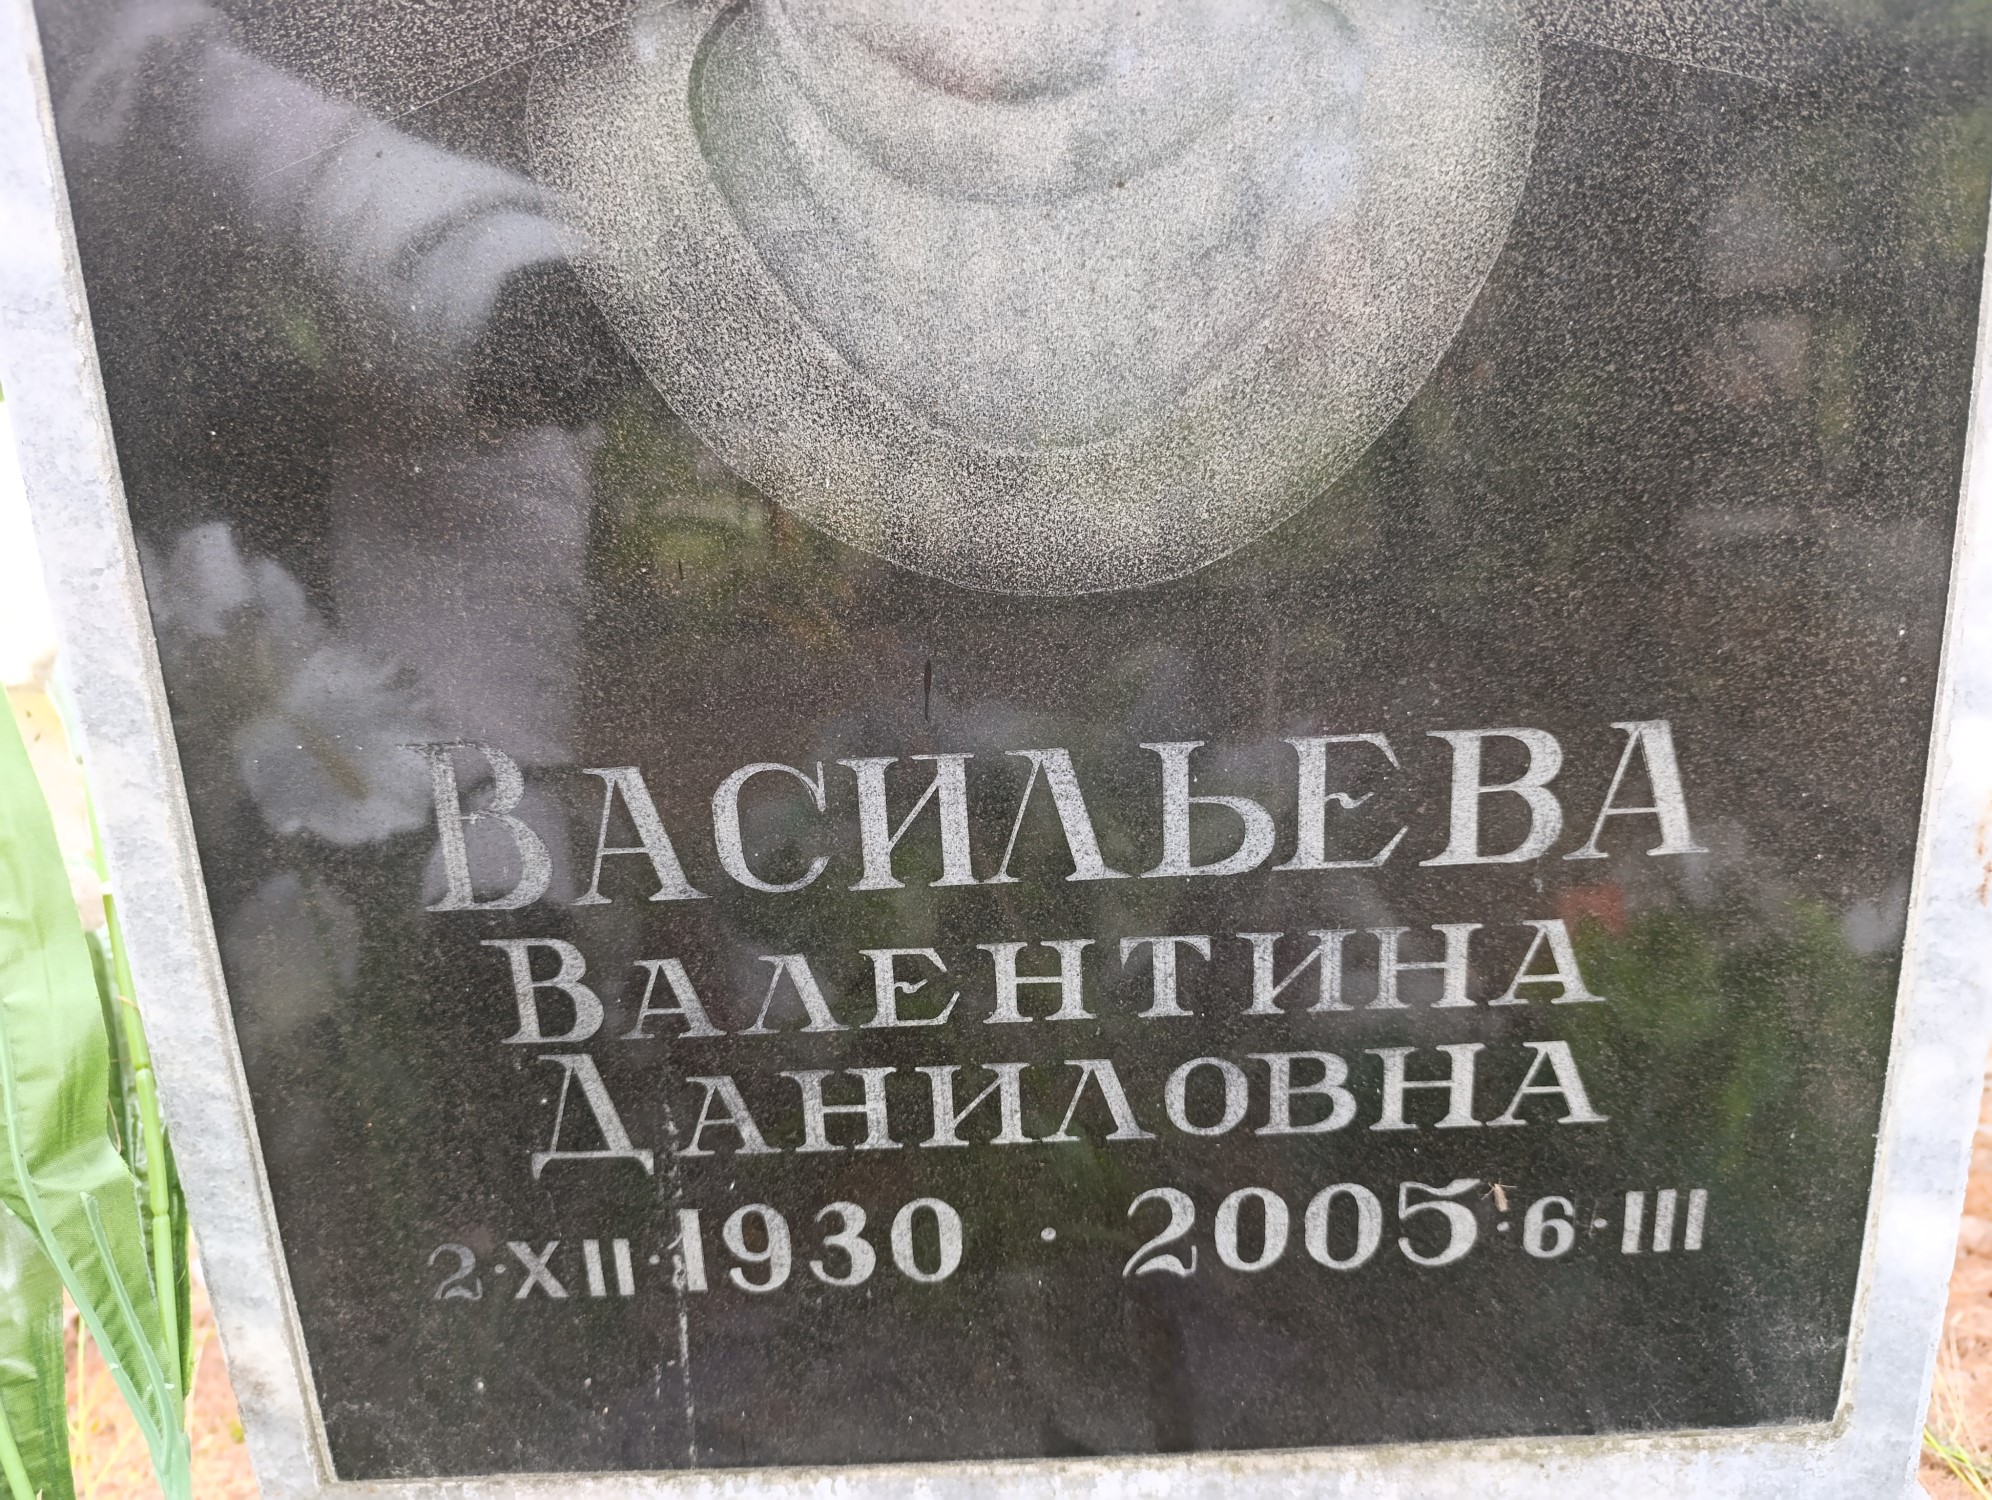 ВАСИЛЬЕВА
ВАЛЕНТИНА
ДАНИЛОВНА
2·XII·1930 · 2005·6·III